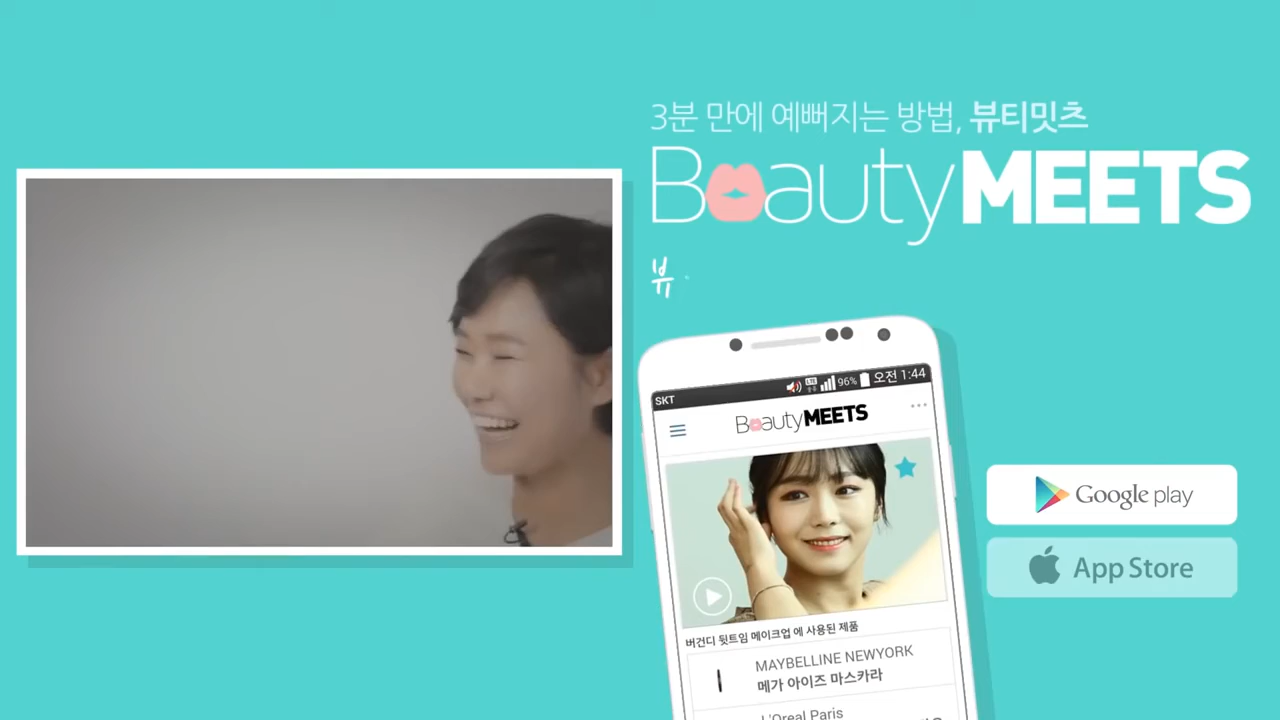 3분 만에 예뻐지는 방법, 뷰티밋츠
BeautyMEETS
뷰
SKT
LTE
96%
오전 1:44
BeautyMEETS
버건디 뒷트임 메이크업 에 사용된 제품
MAYBELLINE NEWYORK
메가 아이즈 마스카라
L'Oreal Paris
Google play
App Store